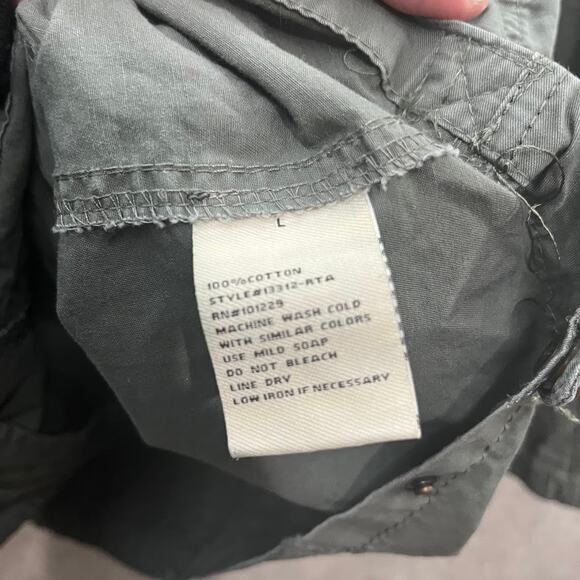 L
100%COTTON
STYLE#13312-RTA
RN#101229
MACHINE WASH COLD
WITH SIMILAR COLORS
USE MILD SOAP
DO NOT BLEACH
LINE DRY
LOW IRON IF NECESSARY